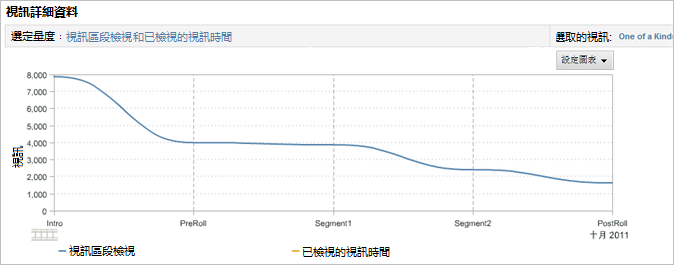 視訊詳細資料
選定量度：視訊區段檢視和已檢視的視訊時間
選取的視訊: One of a Kind
設定圖表
8,000
7,000
6,000
5,000
4,000
3,000
2,000
1,000
0
視訊
Intro PreRoll Segment1 Segment2 PostRoll
十月 2011
視訊區段檢視 已檢視的視訊時間